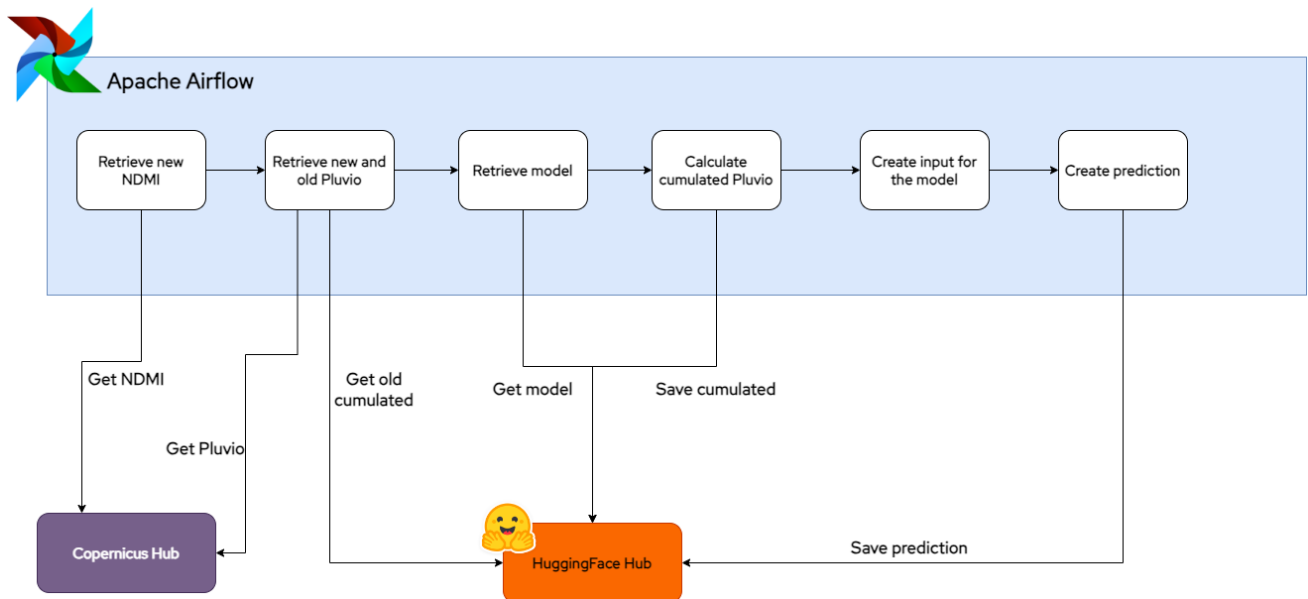 Apache Airflow
Retrieve new
NDMI
Retrieve new and
old Pluvio
Retrieve model
Calculate
cumulated Pluvio
Create input for
the model
Create prediction
Get NDMI
Get old
cumulated
Get model
Save cumulated
Get Pluvio
Copernicus Hub
HuggingFace Hub
Save prediction